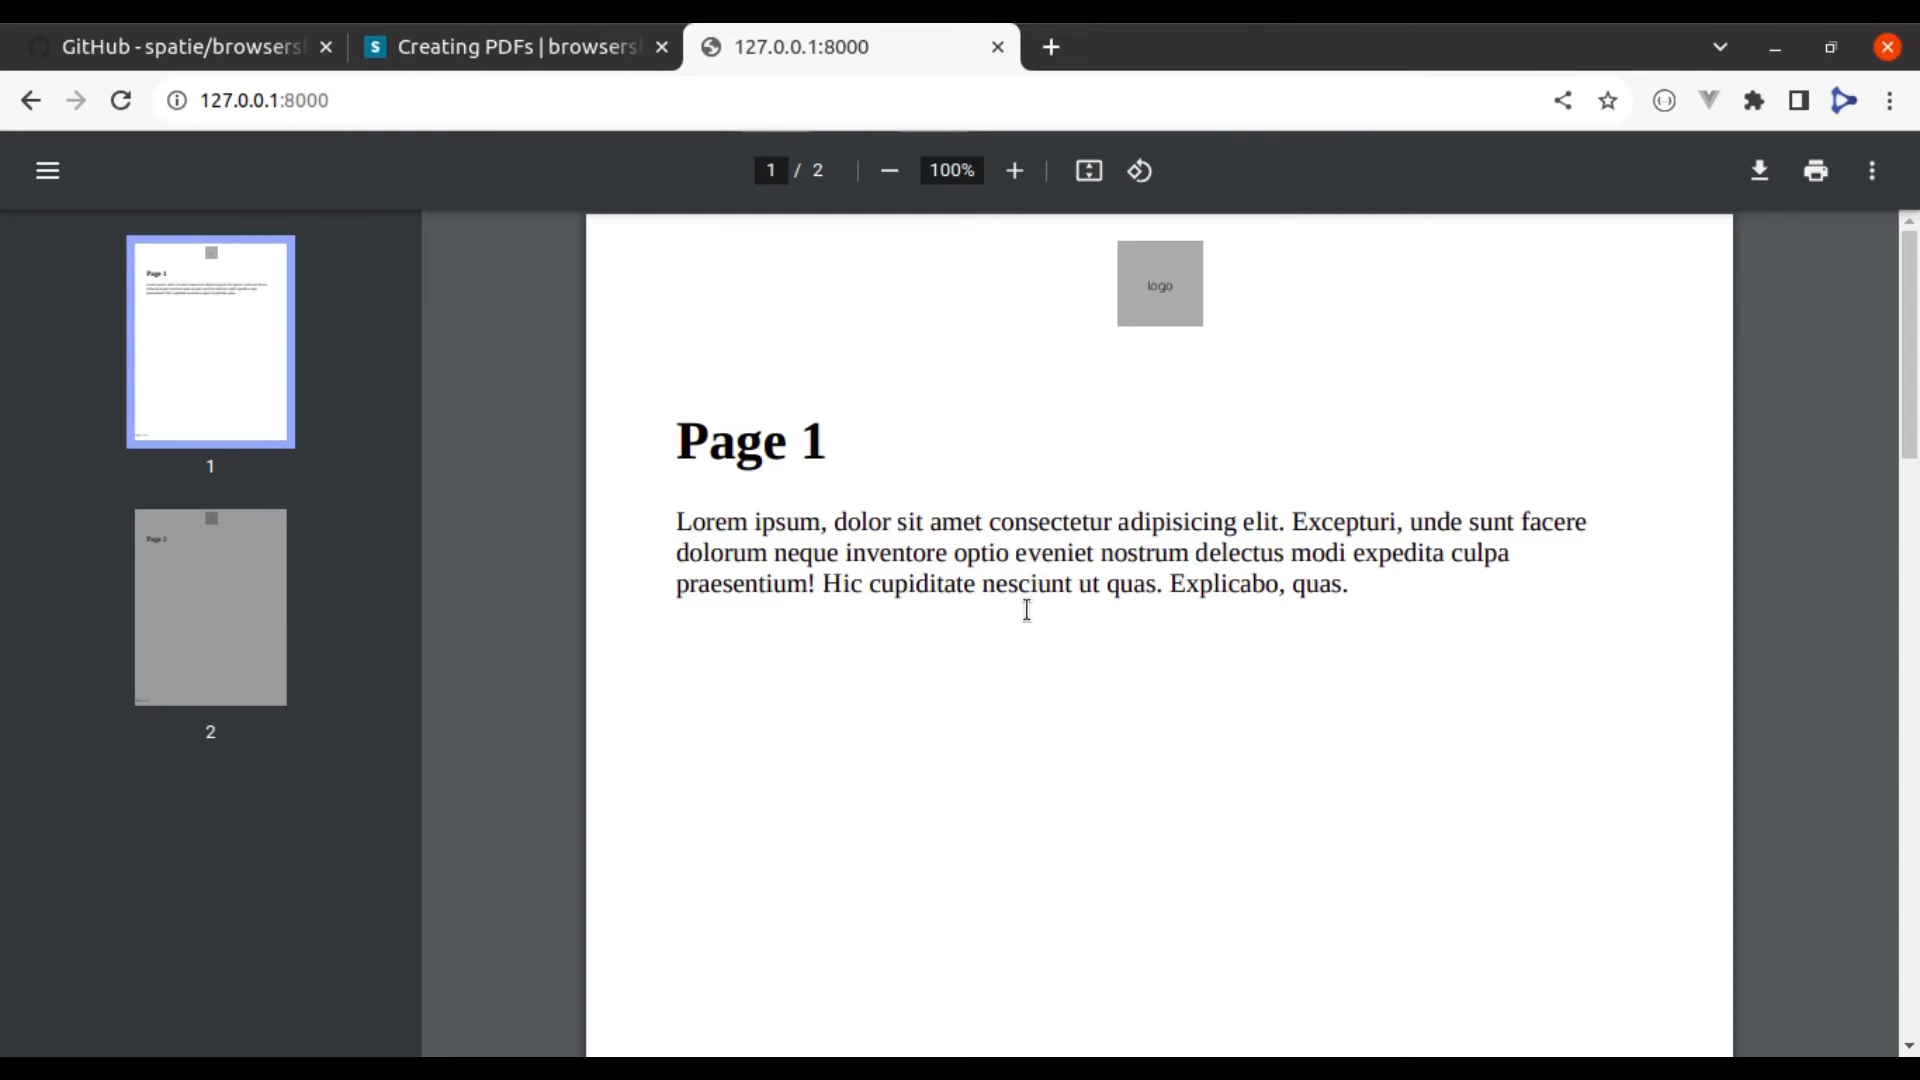 GitHub - spatie/browsers
Creating PDFs | browsers
127.0.0.1:8000
127.0.0.1:8000
1 / 2
100%
logo
Page 1
Lorem ipsum, dolor sit amet consectetur adipisicing elit. Excepturi, unde sunt facere
dolorum neque inventore optio eveniet nostrum delectus modi expedita culpa
praesentium! Hic cupiditate nesciunt ut quas. Explicabo, quas.
Page 1
1
Page 2
2